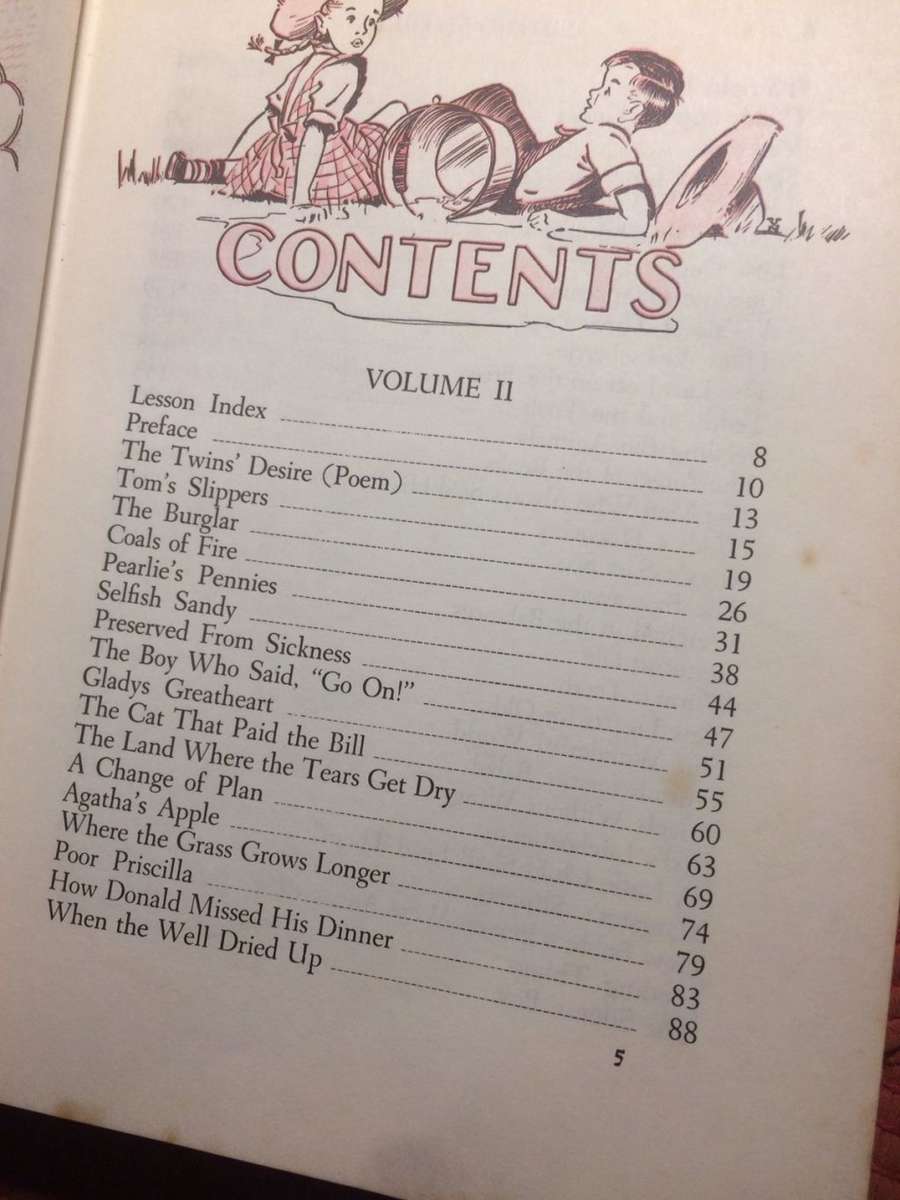 CONTENTS
VOLUME II
Lesson Index 8
Preface 10
The Twins' Desire (Poem) 13
Tom's Slippers 15
The Burglar 19
Coals of Fire 26
Pearlie's Pennies 31
Selfish Sandy 38
Preserved From Sickness 44
The Boy Who Said, "Go On!" 47
Gladys Greatheart 51
The Cat That Paid the Bill 55
The Land Where the Tears Get Dry 60
A Change of Plan 63
Agatha's Apple 69
Where the Grass Grows Longer 74
Poor Priscilla 79
How Donald Missed His Dinner 83
When the Well Dried Up 88
5